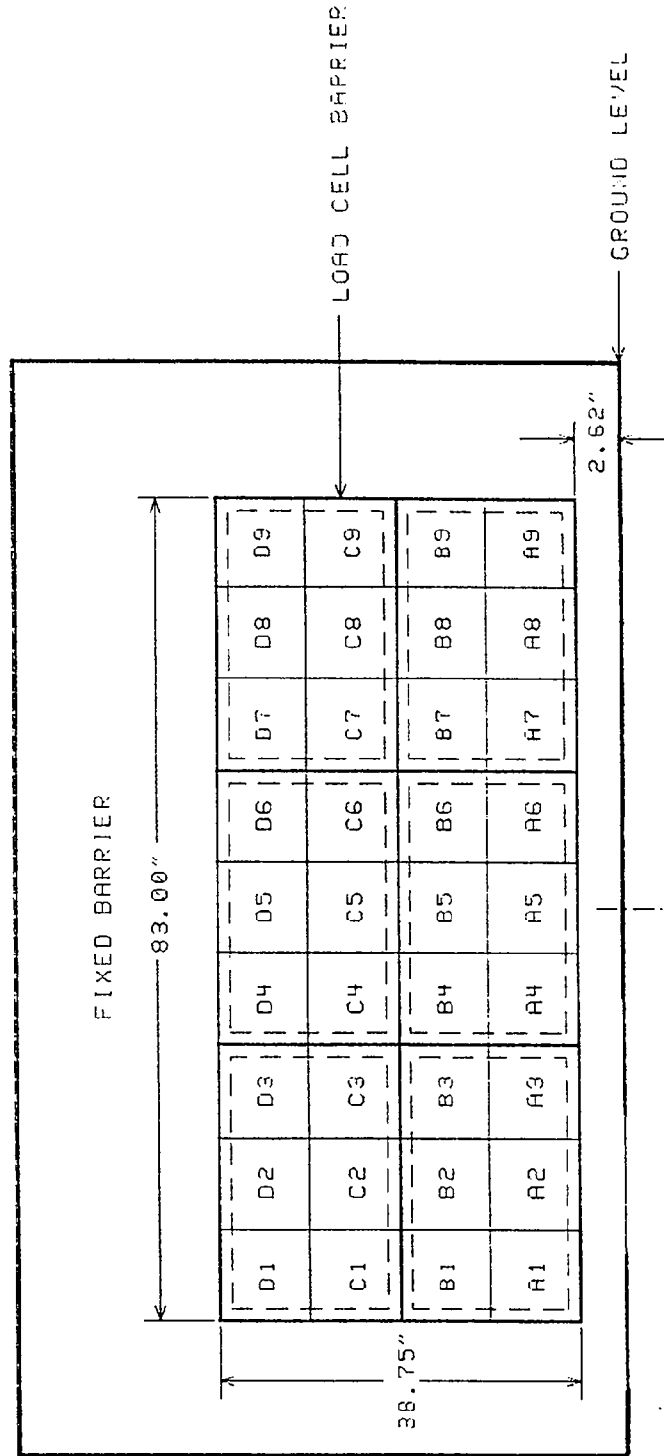 FIXED BARRIER
83.00"
D1 D2 D3 D4 D5 D6 D7 D8 D9
C1 C2 C3 C4 C5 C6 C7 C8 C9
LOAD CELL BARRIER
38.75"
B1 B2 B3 B4 B5 B6 B7 B8 B9
A1 A2 A3 A4 A5 A6 A7 A8 A9
2.62"
GROUND LEVEL